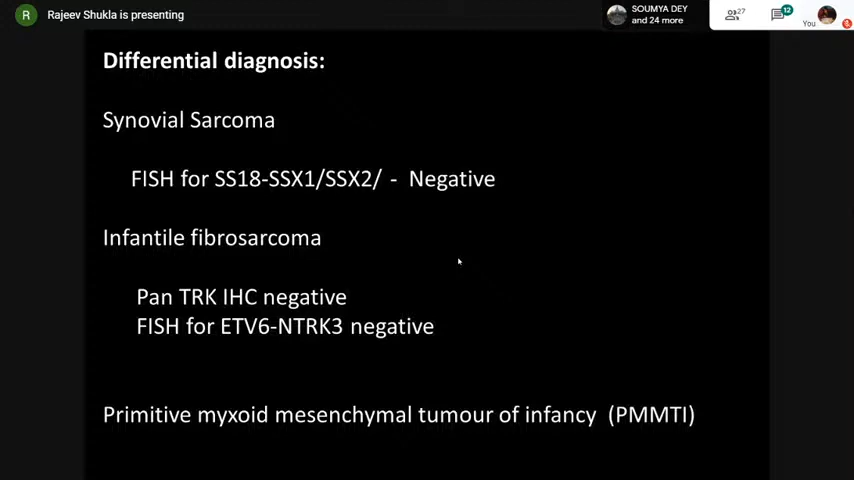 R Rajeev Shukla is presenting
SOUMYA DEY
and 24 more
27
12
You
Differential diagnosis:
Synovial Sarcoma
FISH for SS18-SSX1/SSX2/ - Negative
Infantile fibrosarcoma
Pan TRK IHC negative
FISH for ETV6-NTRK3 negative
Primitive myxoid mesenchymal tumour of infancy (PMMTI)